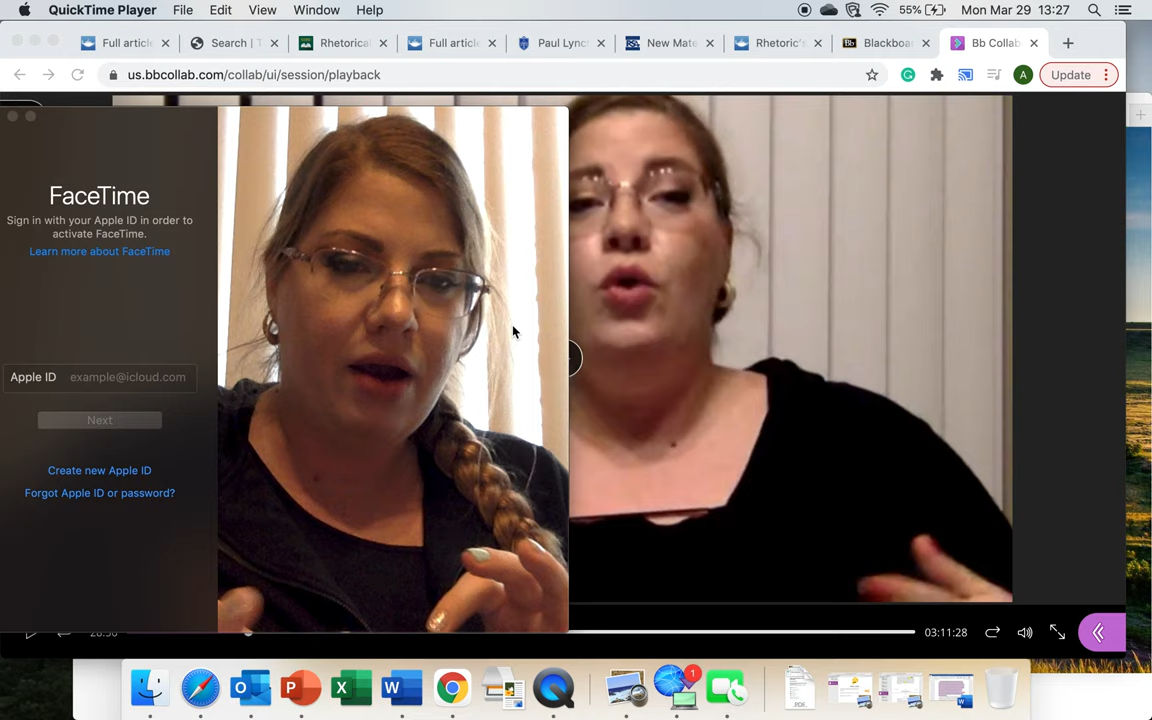 QuickTime Player File Edit View Window Help 55% Mon Mar 29 13:27
Full articl Search | T Rhetorical Full articl Paul Lync New Mate Rhetoric's Blackboa Bb Collab
us.bbcollab.com/collab/ui/session/playback A Update
FaceTime
Sign in with your Apple ID in order to
activate FaceTime.
Learn more about FaceTime
Apple ID example@icloud.com
Next
Create new Apple ID
Forgot Apple ID or password?
03:11:28
1